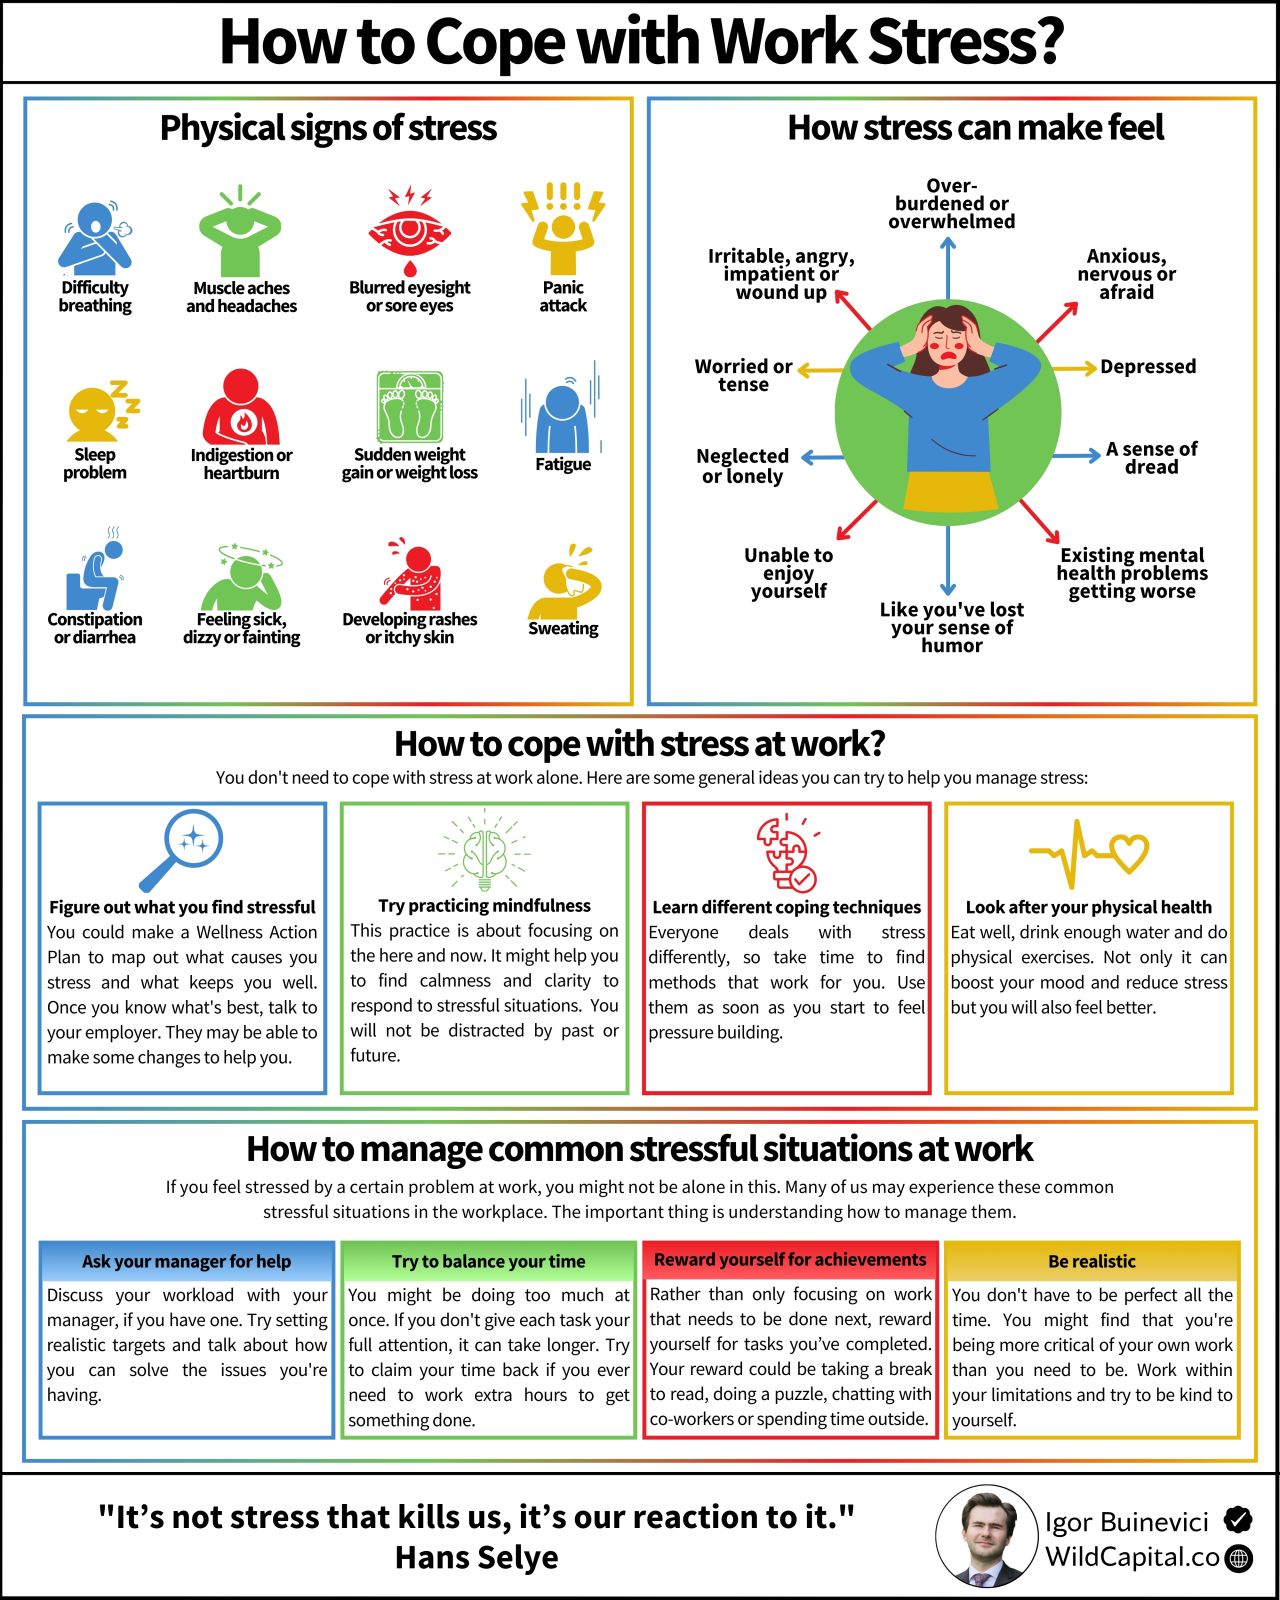 How to Cope with Work Stress?
Physical signs of stress
Difficulty
breathing
Muscle aches
and headaches
Blurred eyesight
or sore eyes
Panic
attack
Sleep
problem
Indigestion or
heartburn
Sudden weight
gain or weight loss
Fatigue
Constipation
or diarrhea
Feeling sick,
dizzy or fainting
Developing rashes
or itchy skin
Sweating
How stress can make feel
Over-
burdened or
overwhelmed
Irritable, angry,
impatient or
wound up
Anxious,
nervous or
afraid
Worried or
tense
Depressed
Neglected
or lonely
A sense of
dread
Unable to
enjoy
yourself
Existing mental
health problems
getting worse
Like you've lost
your sense of
humor
How to cope with stress at work?
You don't need to cope with stress at work alone. Here are some general ideas you can try to help you manage stress:
Figure out what you find stressful
You could make a Wellness Action
Plan to map out what causes you
stress and what keeps you well.
Once you know what's best, talk to
your employer. They may be able to
make some changes to help you.
Try practicing mindfulness
This practice is about focusing on
the here and now. It might help you
to find calmness and clarity to
respond to stressful situations. You
will not be distracted by past or
future.
Learn different coping techniques
Everyone deals with stress
differently, so take time to find
methods that work for you. Use
them as soon as you start to feel
pressure building.
Look after your physical health
Eat well, drink enough water and do
physical exercises. Not only it can
boost your mood and reduce stress
but you will also feel better.
How to manage common stressful situations at work
If you feel stressed by a certain problem at work, you might not be alone in this. Many of us may experience these common
stressful situations in the workplace. The important thing is understanding how to manage them.
Ask your manager for help
Discuss your workload with your
manager, if you have one. Try setting
realistic targets and talk about how
you can solve the issues you're
having.
Try to balance your time
You might be doing too much at
once. If you don't give each task your
full attention, it can take longer. Try
to claim your time back if you ever
need to work extra hours to get
something done.
Reward yourself for achievements
Rather than only focusing on work
that needs to be done next, reward
yourself for tasks you’ve completed.
Your reward could be taking a break
to read, doing a puzzle, chatting with
co-workers or spending time outside.
Be realistic
You don't have to be perfect all the
time. You might find that you're
being more critical of your own work
than you need to be. Work within
your limitations and try to be kind to
yourself.
"It’s not stress that kills us, it’s our reaction to it."
Hans Selye
Igor Buinevici
WildCapital.co